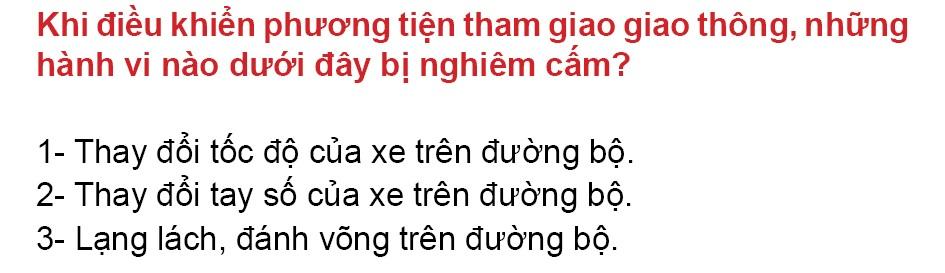 Khi điều khiển phương tiện tham giao giao thông, những
hành vi nào dưới đây bị nghiêm cấm?
1- Thay đổi tốc độ của xe trên đường bộ.
2- Thay đổi tay số của xe trên đường bộ.
3- Lạng lách, đánh võng trên đường bộ.